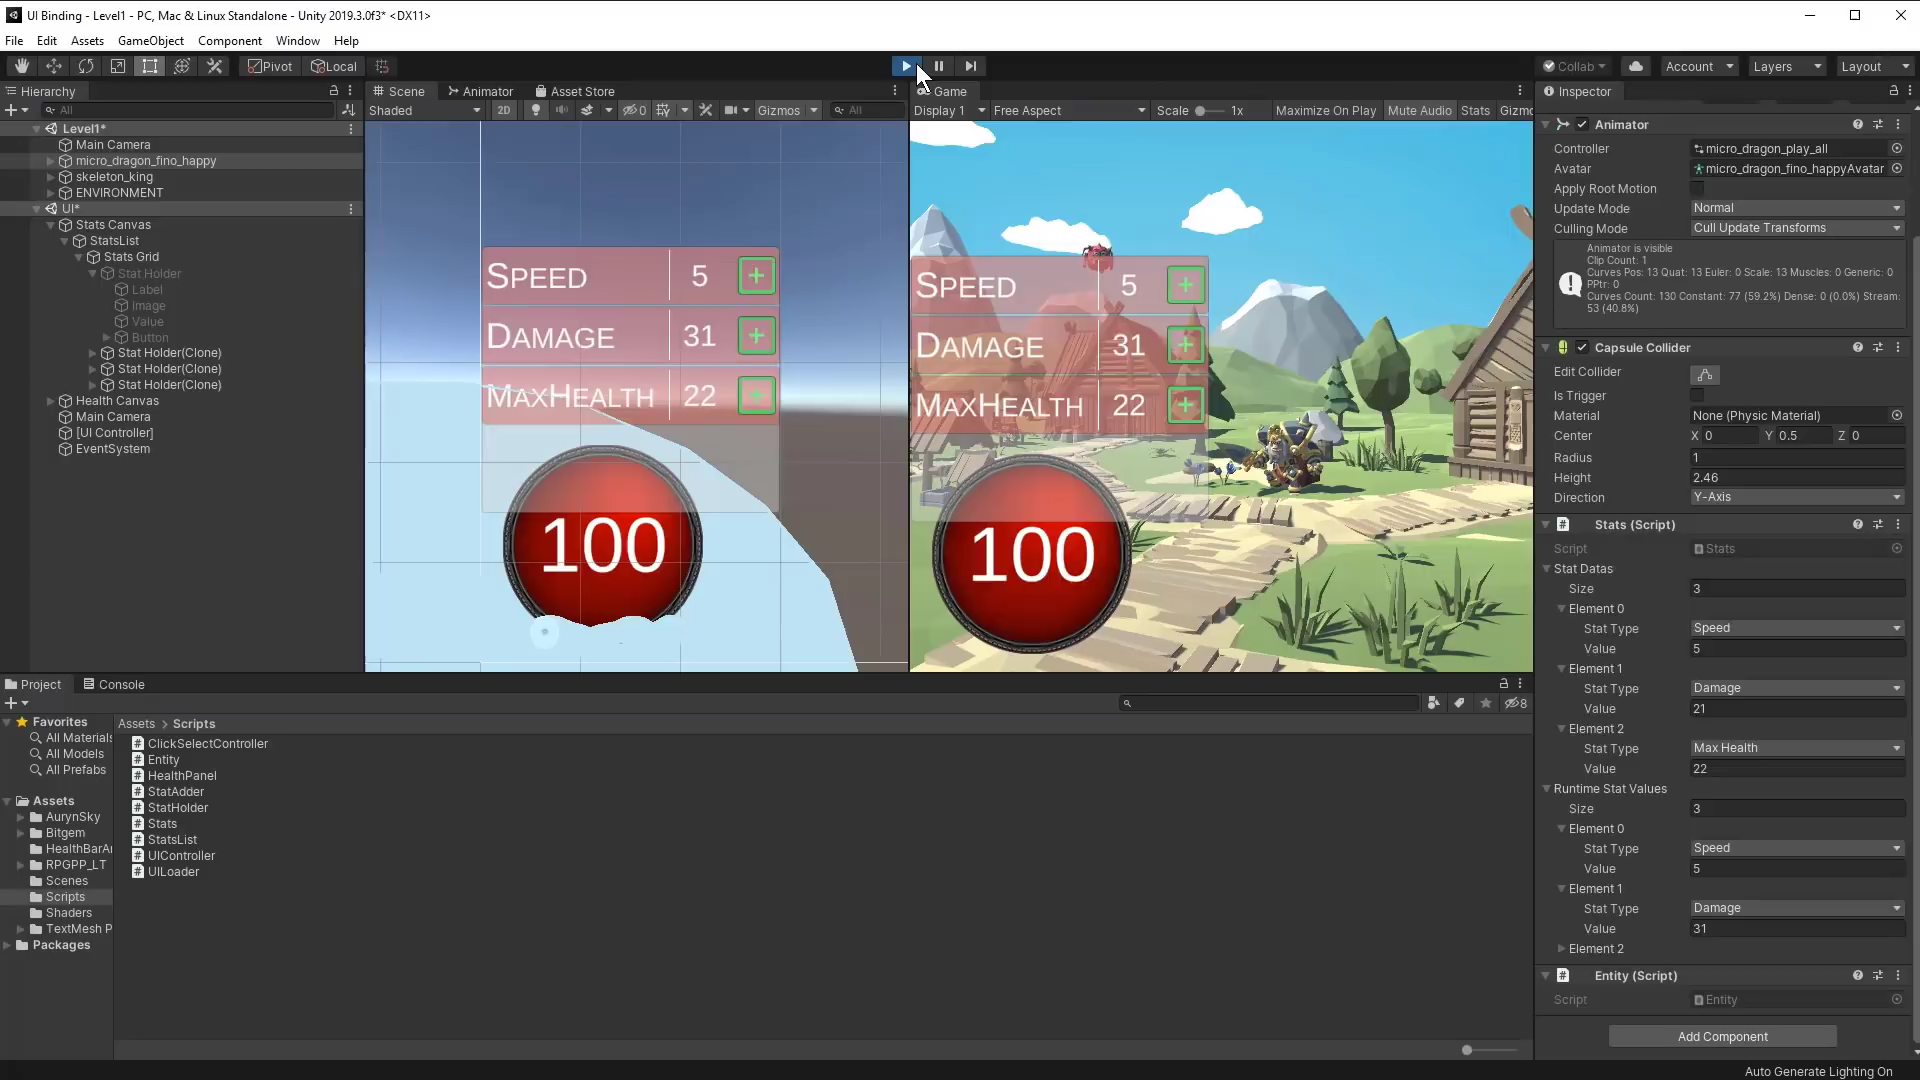 UI Binding - Level1 - PC, Mac & Linux Standalone - Unity 2019.3.0f3* <DX11>
File Edit Assets GameObject Component Window Help
Pivot Local Collab Account Layers Layout
Hierarchy
All
Level1*
Main Camera
micro_dragon_fino_happy
skeleton_king
ENVIRONMENT
UI*
Stats Canvas
StatsList
Stats Grid
Stat Holder
Label
Image
Value
Button
Stat Holder(Clone)
Stat Holder(Clone)
Stat Holder(Clone)
Health Canvas
Main Camera
[UI Controller]
EventSystem
Scene Animator Asset Store
Shaded 2D 0 Gizmos All
SPEED 5 +
DAMAGE 31 +
MAXHEALTH 22 +
100
Game
Display 1 Free Aspect Scale 1x Maximize On Play Mute Audio Stats Gizmo
SPEED 5 +
DAMAGE 31 +
MAXHEALTH 22 +
100
Inspector
Animator
Controller micro_dragon_play_all
Avatar micro_dragon_fino_happyAvatar
Apply Root Motion
Update Mode Normal
Culling Mode Cull Update Transforms
Animator is visible
Clip Count: 1
Curves Pos: 13 Quat: 13 Euler: 0 Scale: 13 Muscles: 0 Generic: 0
PPtr: 0
Curves Count: 130 Constant: 77 (59.2%) Dense: 0 (0.0%) Stream:
53 (40.8%)
Capsule Collider
Edit Collider
Is Trigger
Material None (Physic Material)
Center X 0 Y 0.5 Z 0
Radius 1
Height 2.46
Direction Y-Axis
Stats (Script)
Script Stats
Stat Datas
Size 3
Element 0
Stat Type Speed
Value 5
Element 1
Stat Type Damage
Value 21
Element 2
Stat Type Max Health
Value 22
Runtime Stat Values
Size 3
Element 0
Stat Type Speed
Value 5
Element 1
Stat Type Damage
Value 31
Element 2
Entity (Script)
Script Entity
Add Component
Project Console
8
Favorites
All Materials
All Models
All Prefabs
Assets
AurynSky
Bitgem
HealthBarAr
RPGPP_LT
Scenes
Scripts
Shaders
TextMesh P
Packages
Assets > Scripts
ClickSelectController
Entity
HealthPanel
StatAdder
StatHolder
Stats
StatsList
UIController
UILoader
Auto Generate Lighting On